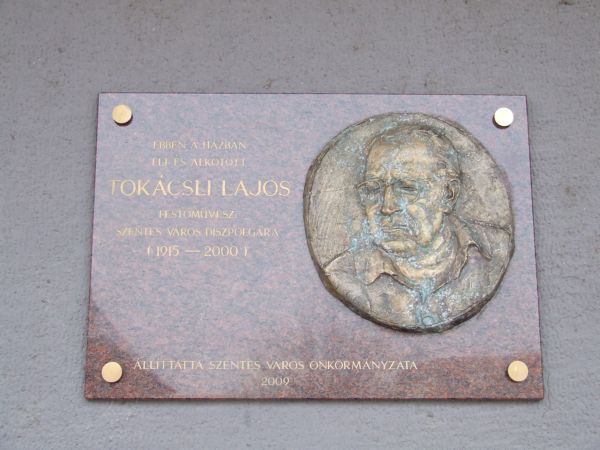 EBBEN A HÁZBAN
ÉLT ÉS ALKOTOTT
TOKÁCSLI LAJOS
FESTŐMŰVÉSZ,
SZENTES VÁROS DÍSZPOLGÁRA
( 1915 — 2000 )
ÁLLÍTTATTA SZENTES VÁROS ÖNKORMÁNYZATA
2009